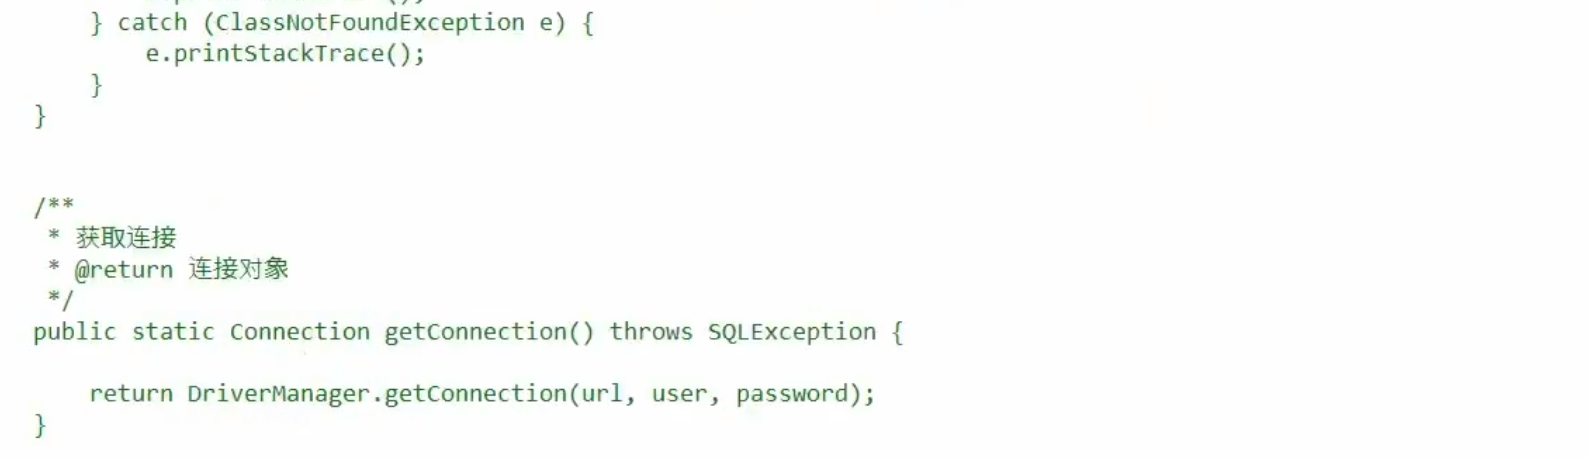 } catch (ClassNotFoundException e) {
e.printStackTrace();
}
}
/**
* 获取连接
* @return 连接对象
*/
public static Connection getConnection() throws SQLException {
return DriverManager.getConnection(url, user, password);
}